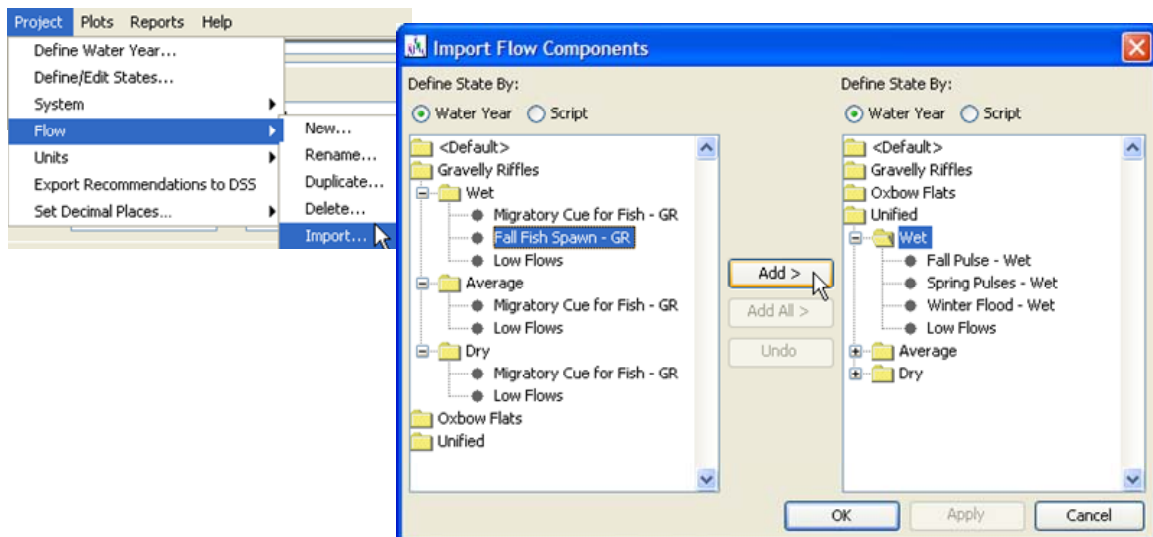 Project Plots Reports Help
Define Water Year...
Define/Edit States...
System
Flow
Units
Export Recommendations to DSS
Set Decimal Places...
New...
Rename...
Duplicate...
Delete...
Import...
Import Flow Components
Define State By:
Water Year Script
<Default>
Gravelly Riffles
Wet
Migratory Cue for Fish - GR
Fall Fish Spawn - GR
Low Flows
Average
Migratory Cue for Fish - GR
Low Flows
Dry
Migratory Cue for Fish - GR
Low Flows
Oxbow Flats
Unified
Add >
Add All >
Undo
Define State By:
Water Year Script
<Default>
Gravelly Riffles
Oxbow Flats
Unified
Wet
Fall Pulse - Wet
Spring Pulses - Wet
Winter Flood - Wet
Low Flows
Average
Dry
OK Apply Cancel